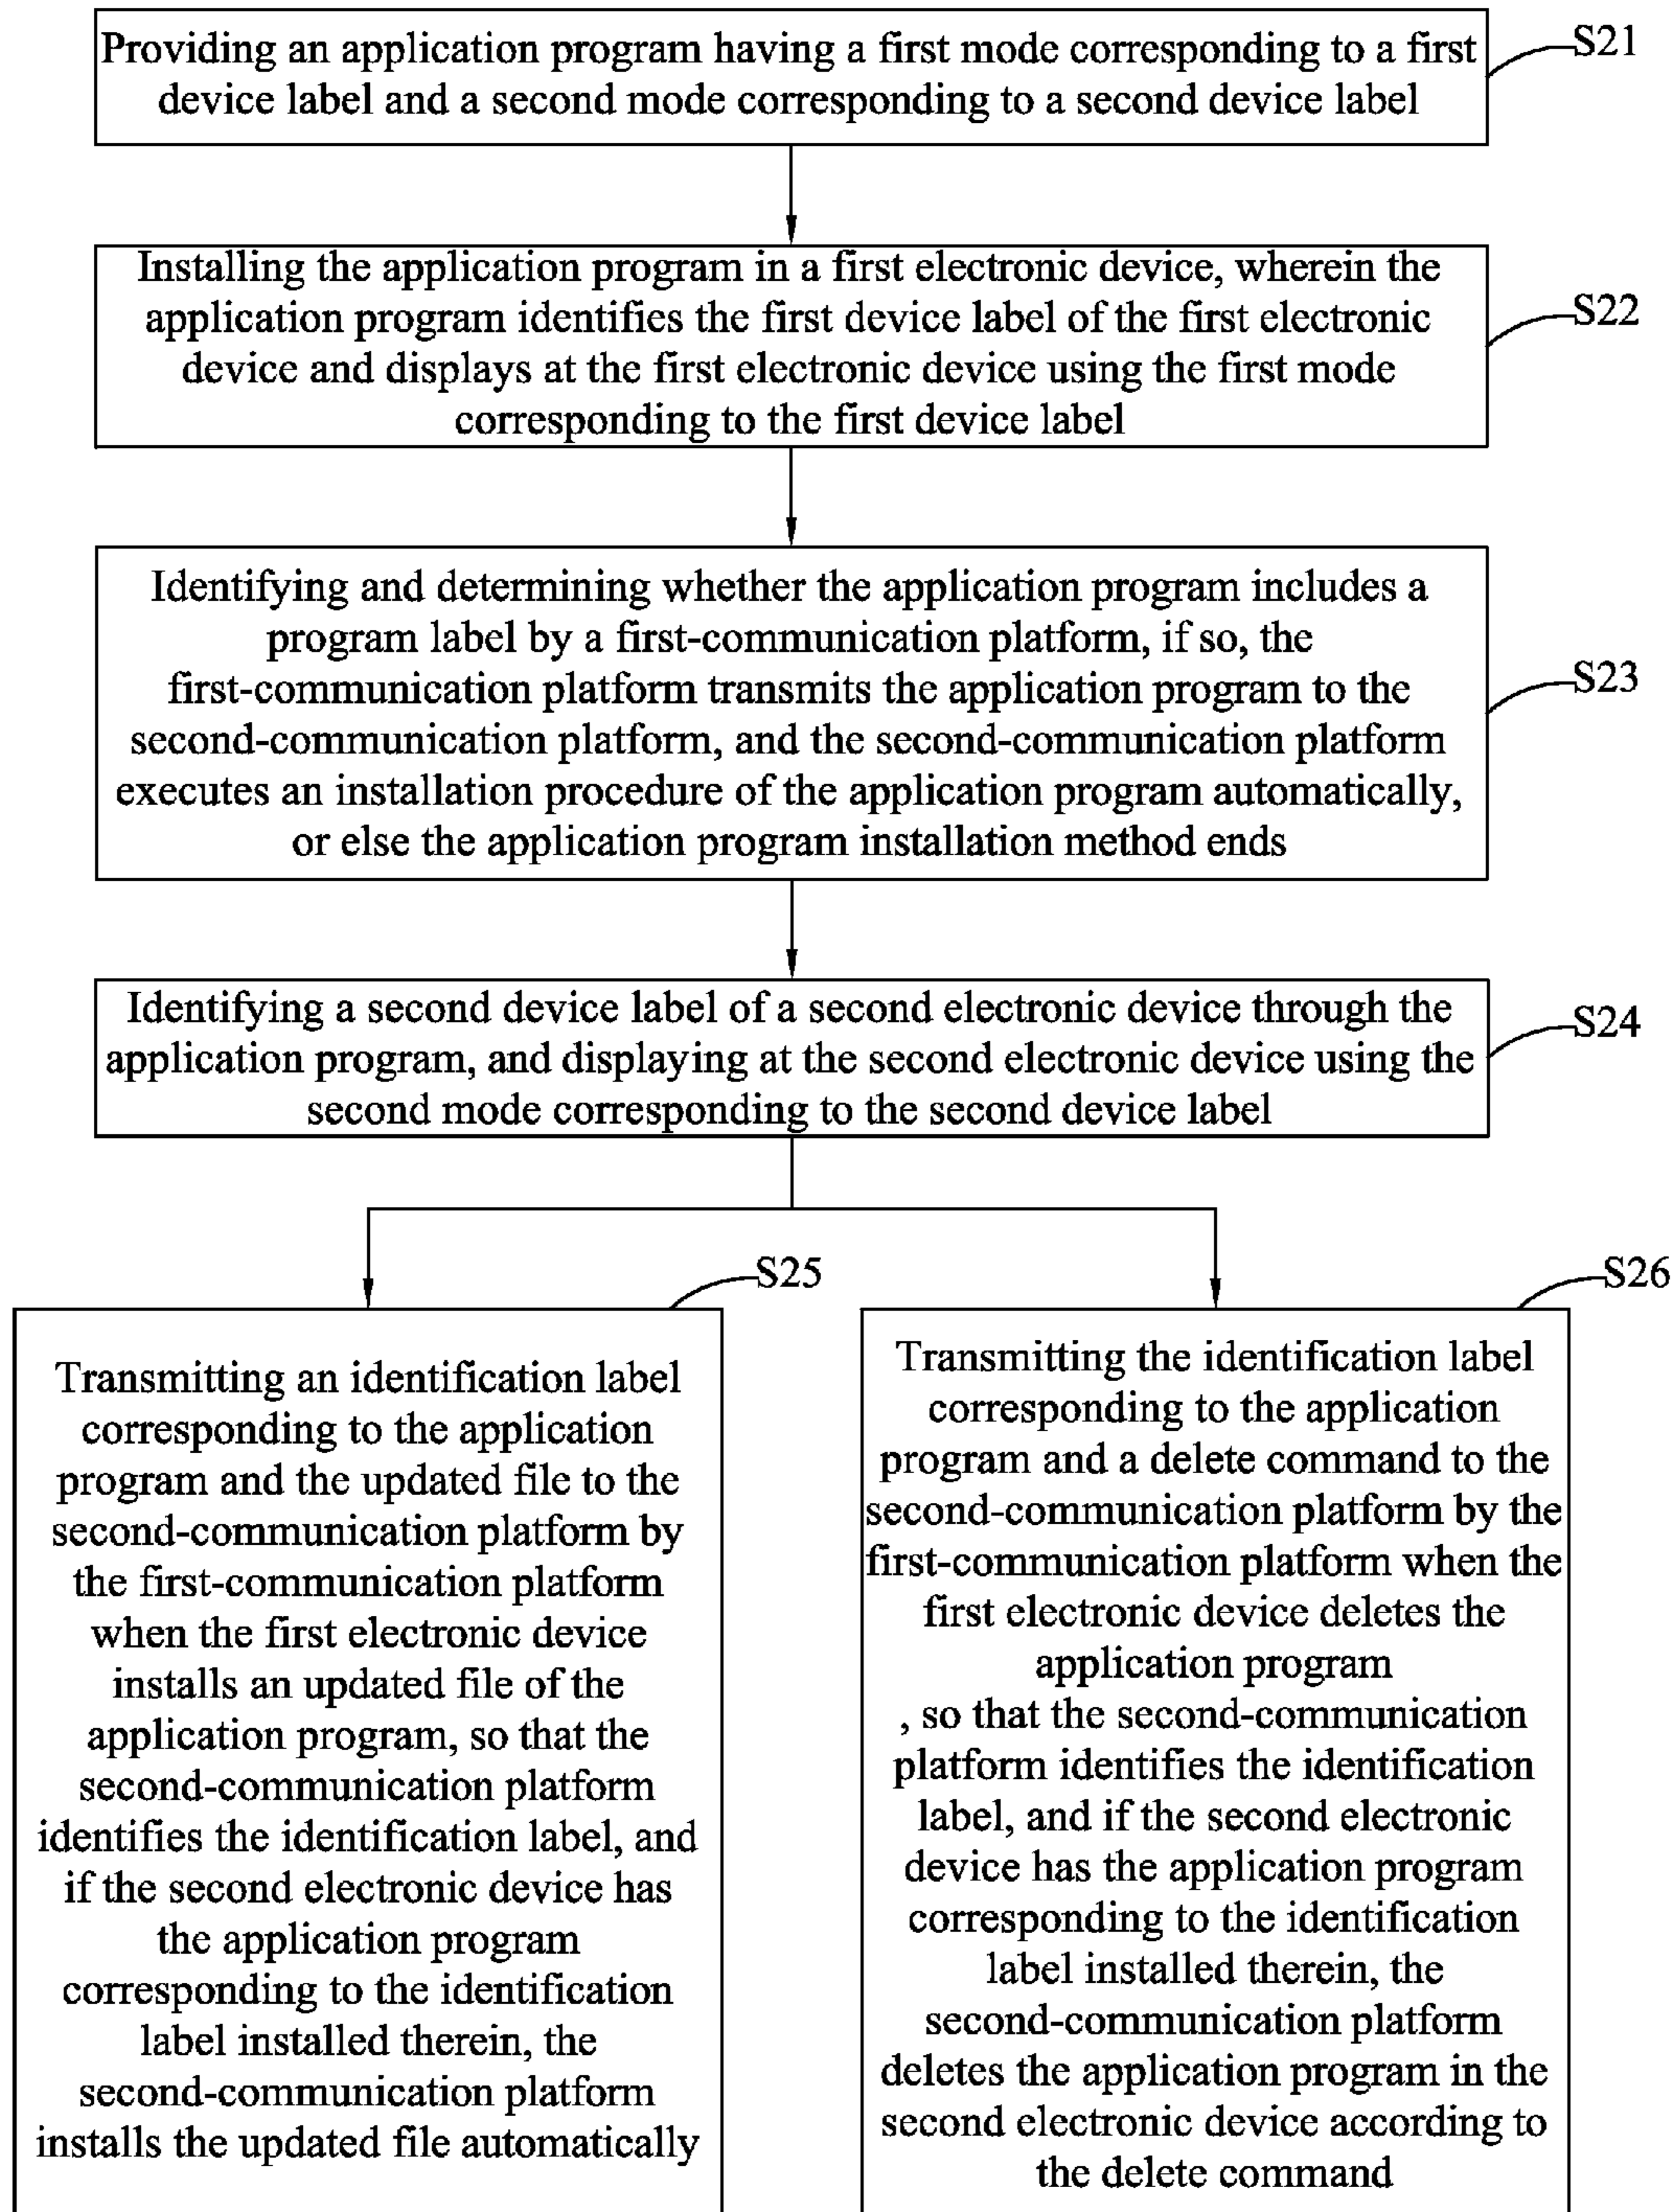 Providing an application program having a first mode corresponding to a first
device label and a second mode corresponding to a second device label
S21
Installing the application program in a first electronic device, wherein the
application program identifies the first device label of the first electronic
device and displays at the first electronic device using the first mode
corresponding to the first device label
S22
Identifying and determining whether the application program includes a
program label by a first-communication platform, if so, the
first-communication platform transmits the application program to the
second-communication platform, and the second-communication platform
executes an installation procedure of the application program automatically,
or else the application program installation method ends
S23
Identifying a second device label of a second electronic device through the
application program, and displaying at the second electronic device using the
second mode corresponding to the second device label
S24
S25
Transmitting an identification label
corresponding to the application
program and the updated file to the
second-communication platform by
the first-communication platform
when the first electronic device
installs an updated file of the
application program, so that the
second-communication platform
identifies the identification label, and
if the second electronic device has
the application program
corresponding to the identification
label installed therein, the
second-communication platform
installs the updated file automatically
S26
Transmitting the identification label
corresponding to the application
program and a delete command to the
second-communication platform by the
first-communication platform when the
first electronic device deletes the
application program
, so that the second-communication
platform identifies the identification
label, and if the second electronic
device has the application program
corresponding to the identification
label installed therein, the
second-communication platform
deletes the application program in the
second electronic device according to
the delete command